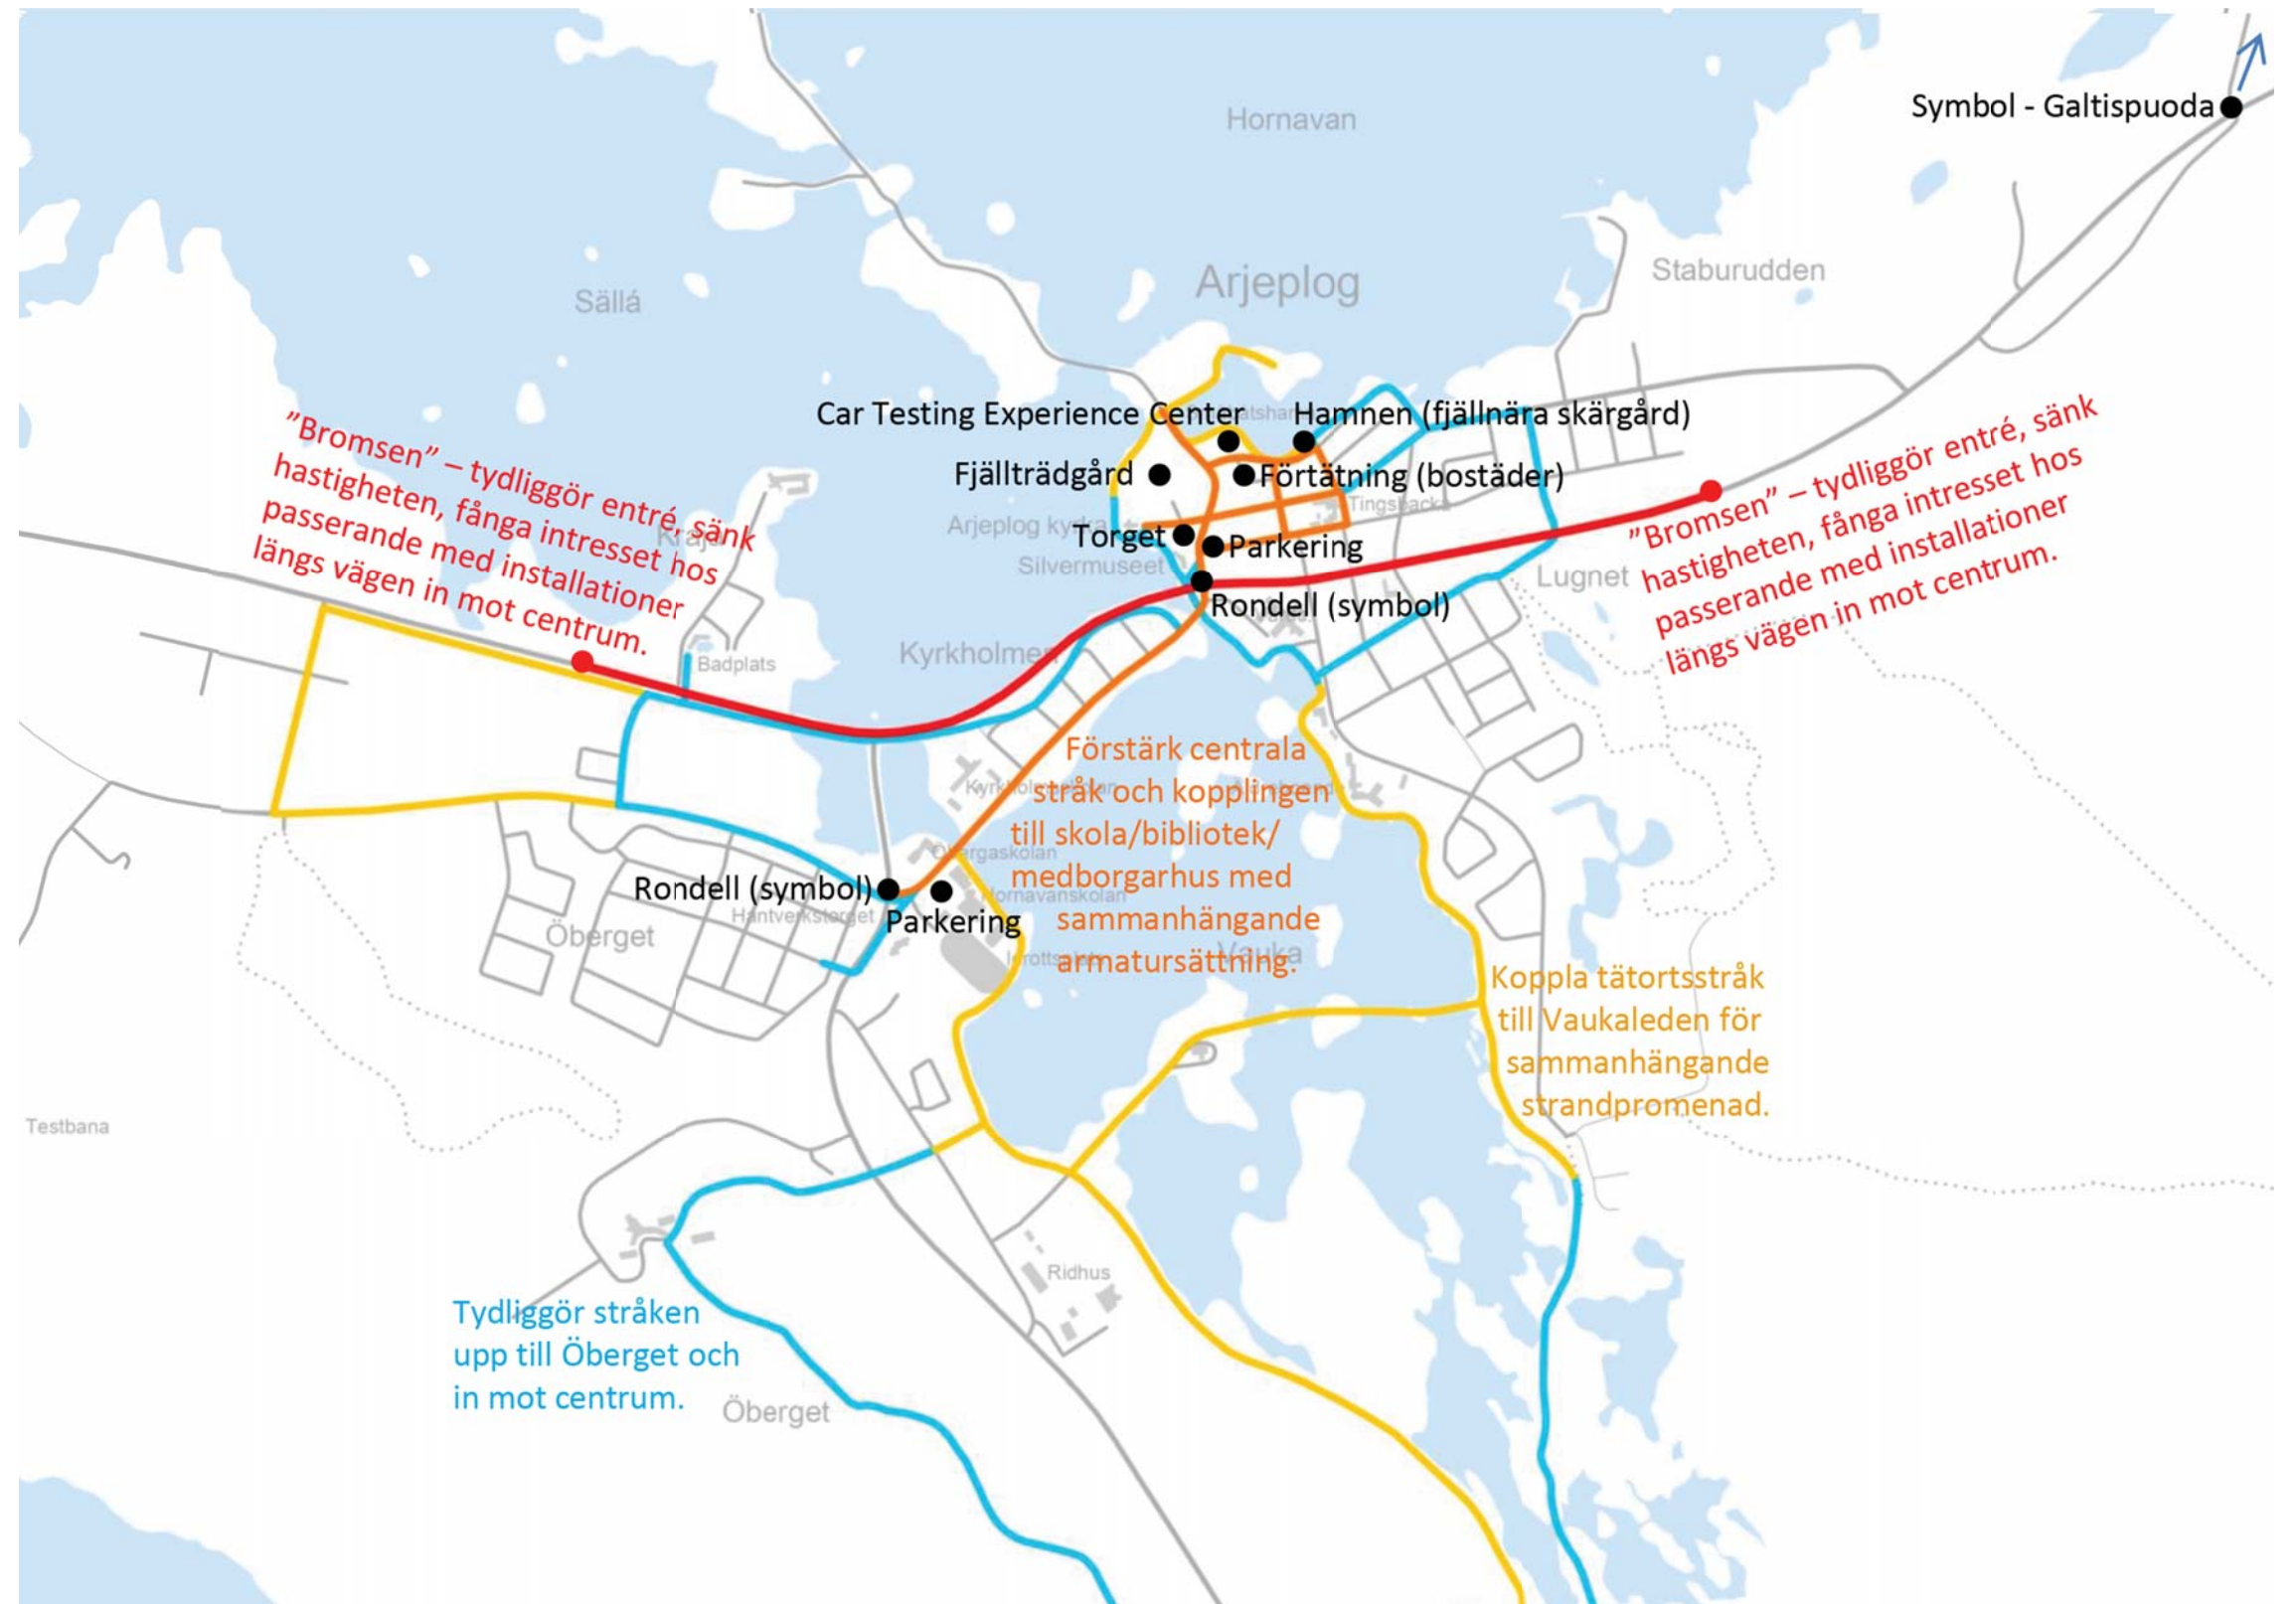 Hornavan
Symbol - Galtispuoda
Staburudden
Arjeplog
Sällá
Car Testing Experience Center
Hamnen (fjällnära skärgård)
Fjällträdgård
Förtätning (bostäder)
Tingsbacka
Arjeplog kyrka
Torget
Parkering
Silvermuseet
Rondell (symbol)
Lugnet
”Bromsen” – tydliggör entré, sänk
hastigheten, fånga intresset hos
passerande med installationer
längs vägen in mot centrum.
”Bromsen” – tydliggör entré, sänk
hastigheten, fånga intresset hos
passerande med installationer
längs vägen in mot centrum.
Kraja
Badplats
Kyrkholmen
Förstärk centrala
stråk och kopplingen
till skola/bibliotek/
medborgarhus med
sammanhängande
armatursättning.
Kyrkholmsskolan
Öbergaskolan
Hornavanskolan
Idrottsplats
Vauka
Rondell (symbol)
Hantverkstorget
Parkering
Öberget
Koppla tätortsstråk
till Vaukaleden för
sammanhängande
strandpromenad.
Testbana
Ridhus
Tydliggör stråken
upp till Öberget och
in mot centrum.
Öberget